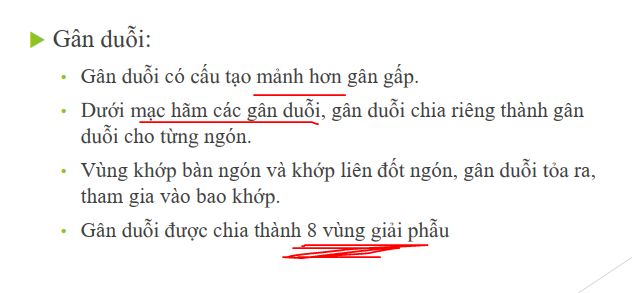 Gân duỗi:
Gân duỗi có cấu tạo mảnh hơn gân gấp.
Dưới mạc hãm các gân duỗi, gân duỗi chia riêng thành gân
duỗi cho từng ngón.
Vùng khớp bàn ngón và khớp liên đốt ngón, gân duỗi tỏa ra,
tham gia vào bao khớp.
Gân duỗi được chia thành 8 vùng giải phẫu